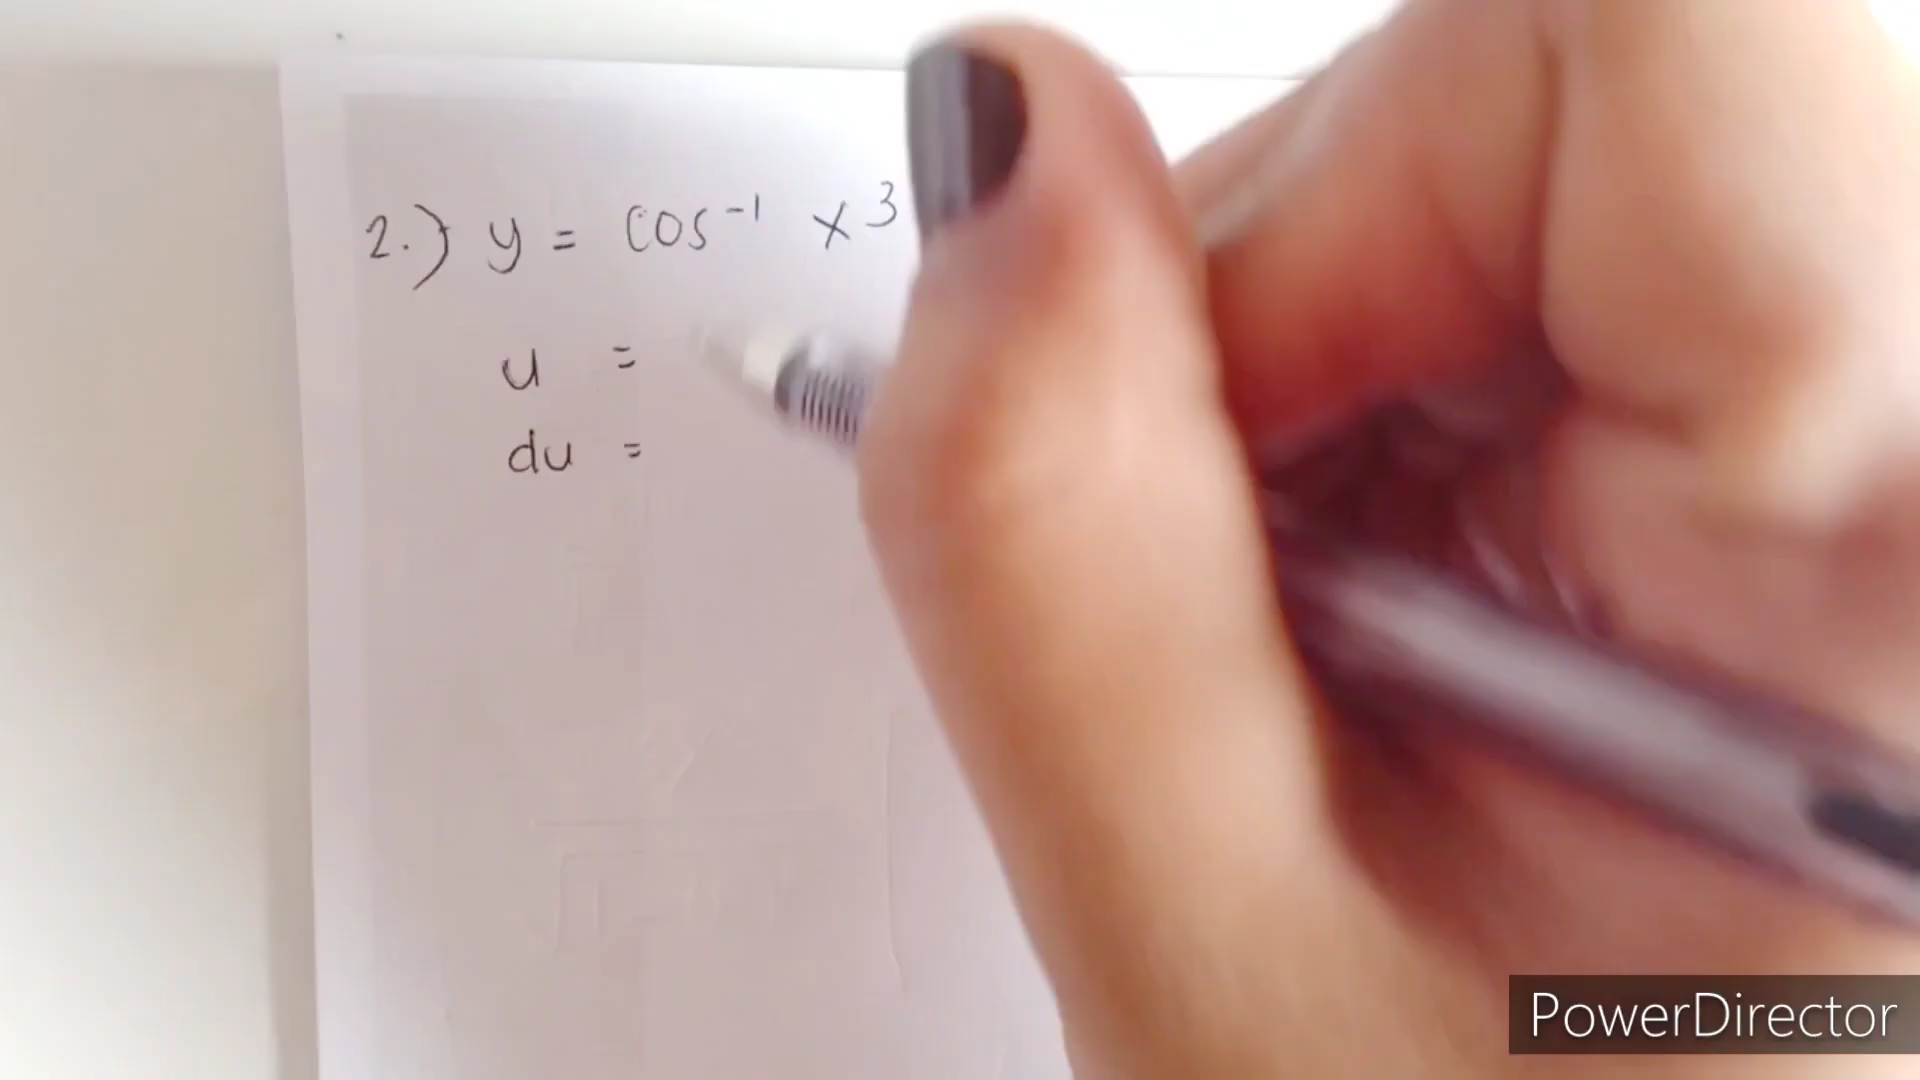 2.) y = cos⁻¹ x³
u =
du =
PowerDirector